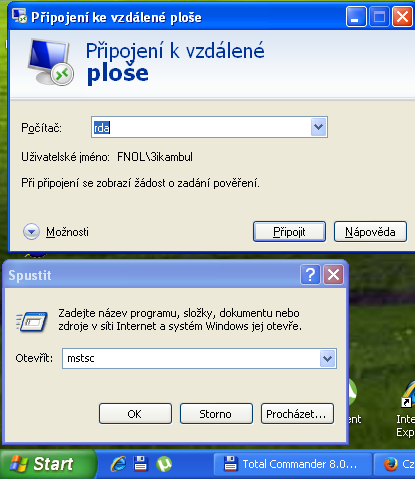 Připojení ke vzdálené ploše
Připojení k vzdálené
ploše
Počítač:
rda
Uživatelské jméno: FNOL\3ikambul
Při připojení se zobrazí žádost o zadání pověření.
Možnosti
Připojit
Nápověda
Spustit
Zadejte název programu, složky, dokumentu nebo
zdroje v síti Internet a systém Windows jej otevře.
Otevřít:
mstsc
OK
Storno
Procházet...
ent
Inte
Exp
Start
Total Commander 8.0...
Cz